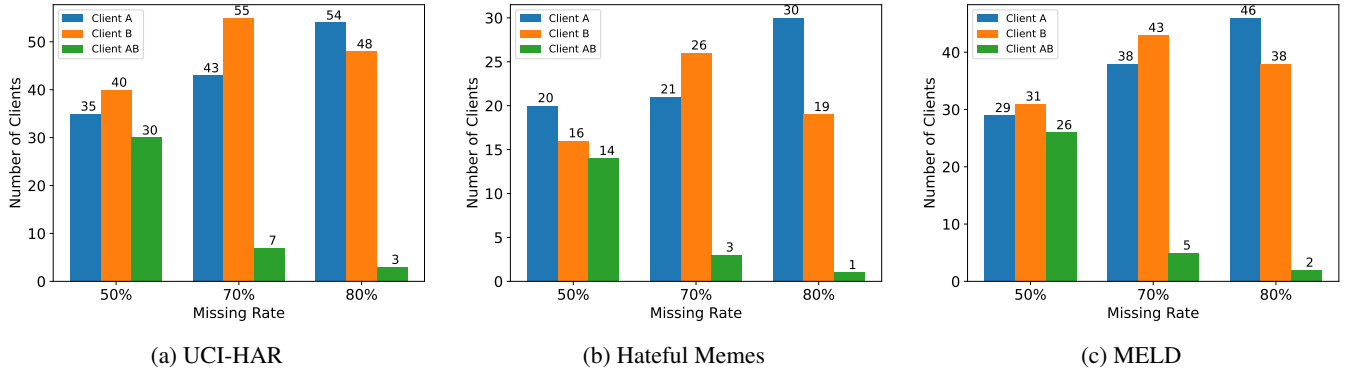 Client A
Client B
Client AB
35 40 30 43 55 7 54 48 3
0 10 20 30 40 50
Number of Clients
50% 70% 80%
Missing Rate
(a) UCI-HAR
Client A
Client B
Client AB
20 16 14 21 26 3 30 19 1
0 5 10 15 20 25 30
Number of Clients
50% 70% 80%
Missing Rate
(b) Hateful Memes
Client A
Client B
Client AB
29 31 26 38 43 5 46 38 2
0 10 20 30 40
Number of Clients
50% 70% 80%
Missing Rate
(c) MELD